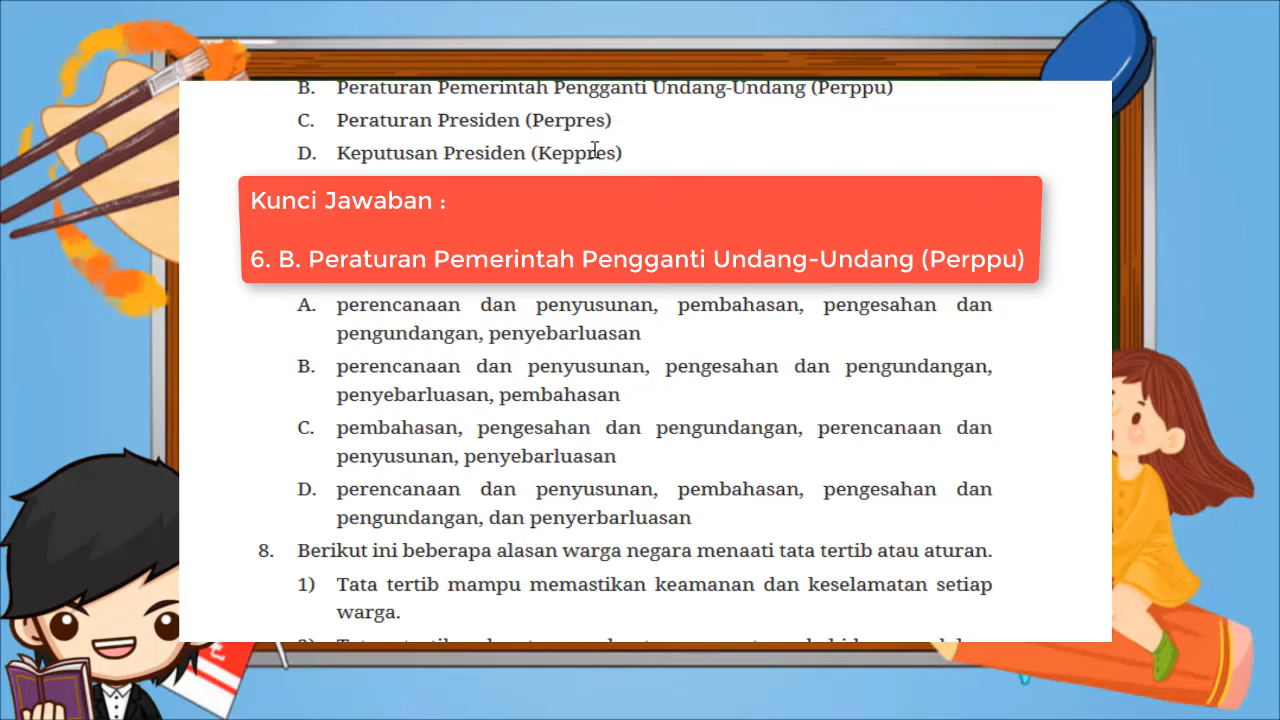 B. Peraturan Pemerintah Pengganti Undang-Undang (Perppu)
C. Peraturan Presiden (Perpres)
D. Keputusan Presiden (Keppres)
Kunci Jawaban :
6. B. Peraturan Pemerintah Pengganti Undang-Undang (Perppu)
A. perencanaan dan penyusunan, pembahasan, pengesahan dan
pengundangan, penyebarluasan
B. perencanaan dan penyusunan, pengesahan dan pengundangan,
penyebarluasan, pembahasan
C. pembahasan, pengesahan dan pengundangan, perencanaan dan
penyusunan, penyebarluasan
D. perencanaan dan penyusunan, pembahasan, pengesahan dan
pengundangan, dan penyerbarluasan
8. Berikut ini beberapa alasan warga negara menaati tata tertib atau aturan.
1) Tata tertib mampu memastikan keamanan dan keselamatan setiap
warga.